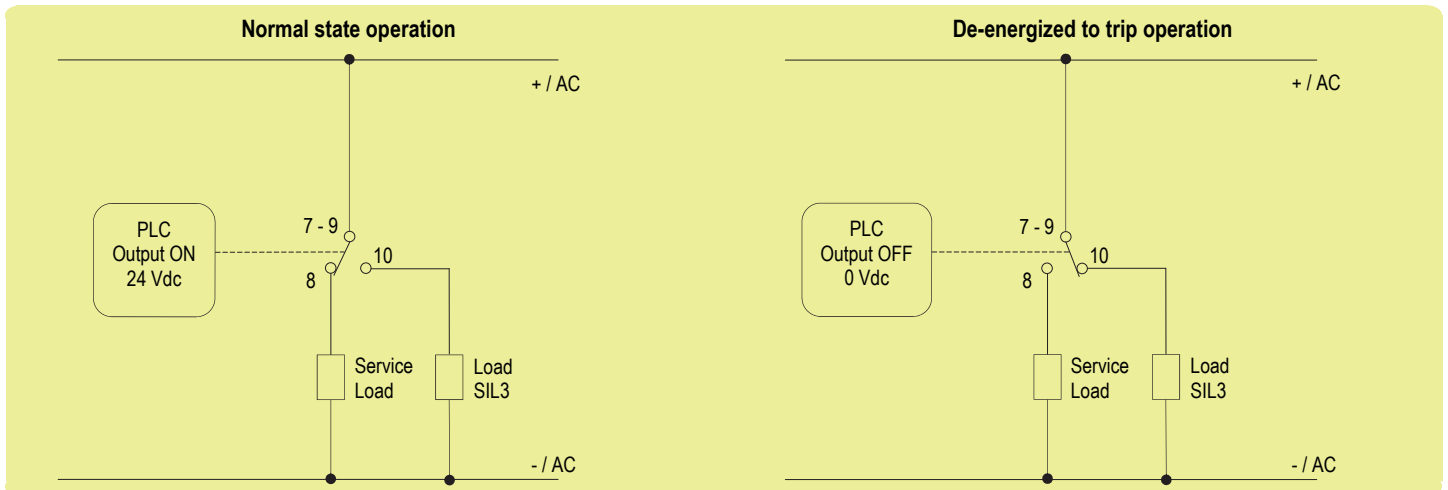 Normal state operation
+ / AC
PLC
Output ON
24 Vdc
7 - 9
10
8
Service
Load
Load
SIL3
- / AC
De-energized to trip operation
+ / AC
PLC
Output OFF
0 Vdc
7 - 9
10
8
Service
Load
Load
SIL3
- / AC